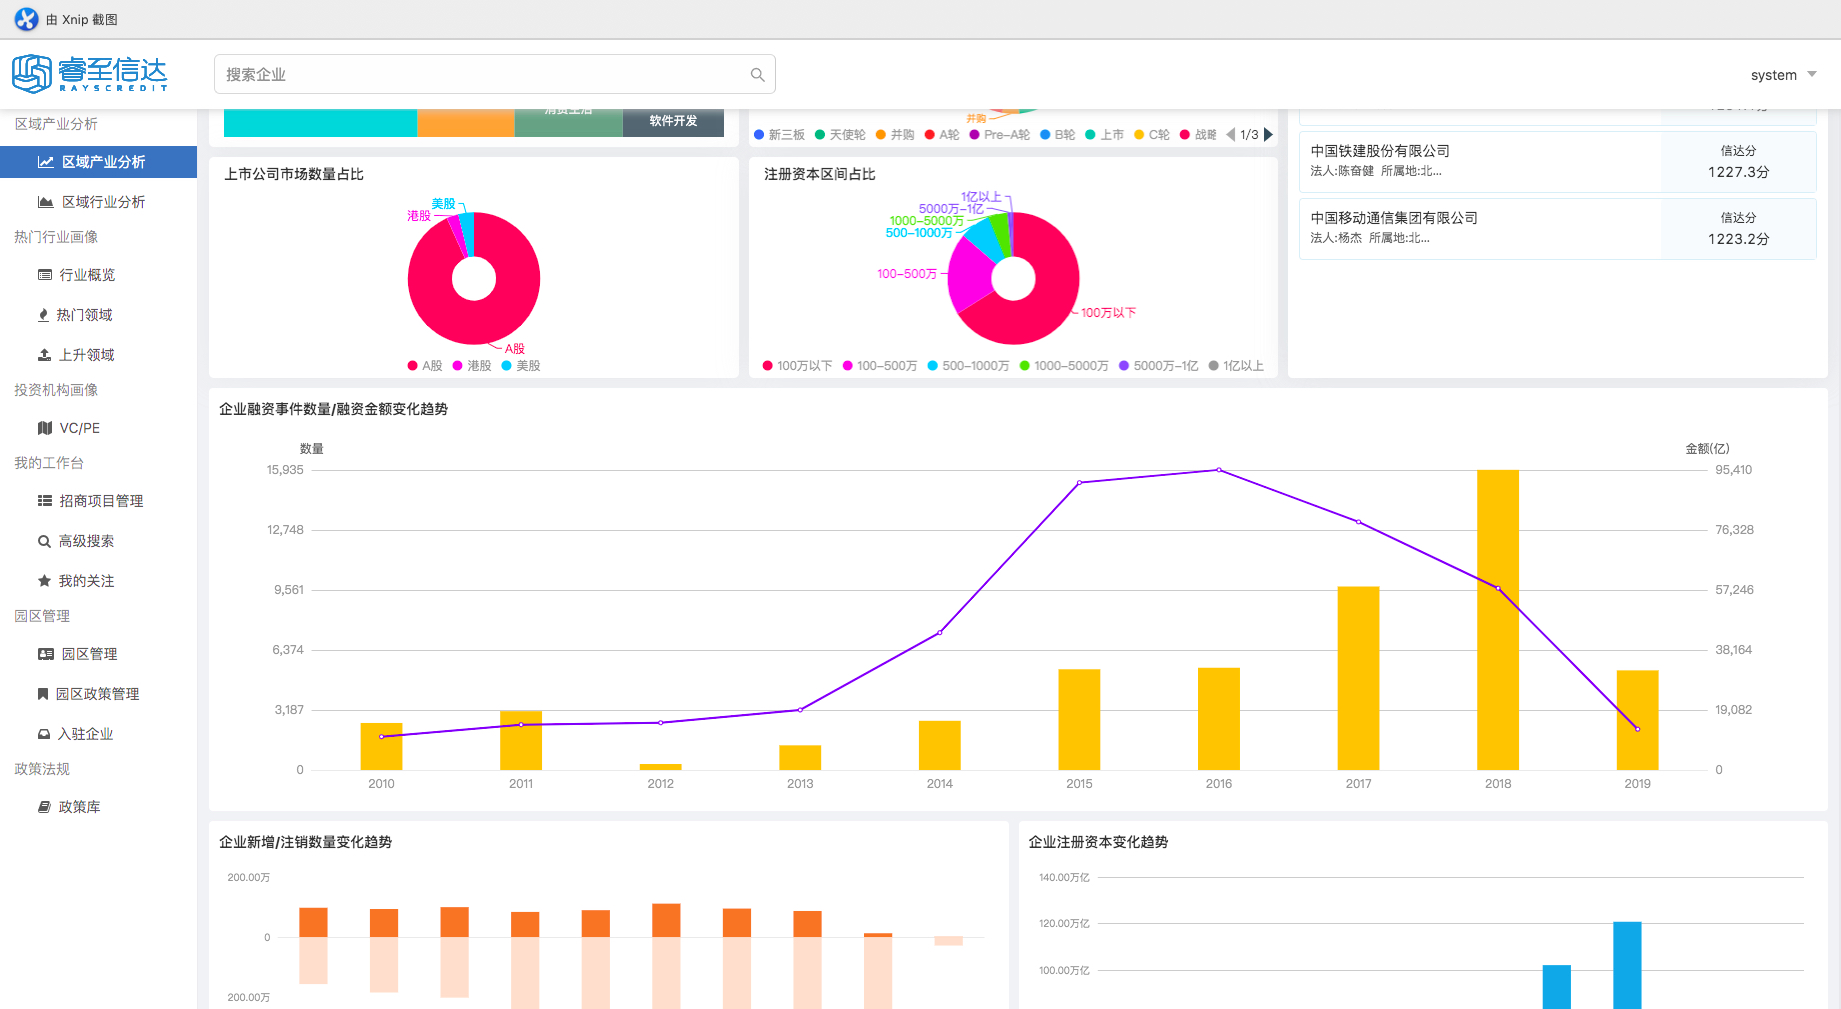 由 Xnip 截图
睿至信达
RAYSCREDIT
搜索企业
system
区域产业分析
区域产业分析
区域行业分析
热门行业画像
行业概览
热门领域
上升领域
投资机构画像
VC/PE
我的工作台
招商项目管理
高级搜索
我的关注
园区管理
园区管理
园区政策管理
入驻企业
政策法规
政策库
软件开发
并购
新三板 天使轮 并购 A轮 Pre-A轮 B轮 上市 C轮 战略 1/3
中国铁建股份有限公司
法人:陈奋健 所属地:北...
信达分
1227.3分
中国移动通信集团有限公司
法人:杨杰 所属地:北...
信达分
1223.2分
上市公司市场数量占比
美股
港股
A股
A股 港股 美股
注册资本区间占比
1亿以上
5000万-1亿
1000-5000万
500-1000万
100-500万
100万以下
100万以下 100-500万 500-1000万 1000-5000万 5000万-1亿 1亿以上
企业融资事件数量/融资金额变化趋势
数量 金额(亿)
15,935 95,410
12,748 76,328
9,561 57,246
6,374 38,164
3,187 19,082
0 0
2010 2011 2012 2013 2014 2015 2016 2017 2018 2019
企业新增/注销数量变化趋势
200.00万
0
200.00万
企业注册资本变化趋势
140.00万亿
120.00万亿
100.00万亿